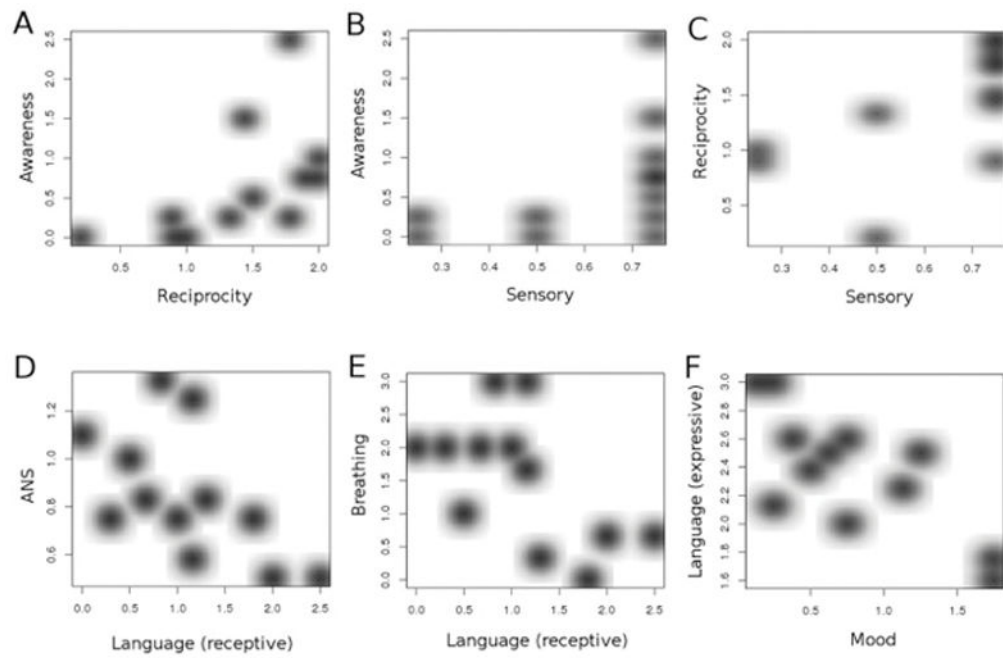 A
Awareness
0.0 0.5 1.0 1.5 2.0 2.5
0.5 1.0 1.5 2.0
Reciprocity
B
Awareness
0.0 0.5 1.0 1.5 2.0 2.5
0.3 0.4 0.5 0.6 0.7
Sensory
C
Reciprocity
0.5 1.0 1.5 2.0
0.3 0.4 0.5 0.6 0.7
Sensory
D
ANS
0.6 0.8 1.0 1.2
0.0 0.5 1.0 1.5 2.0 2.5
Language (receptive)
E
Breathing
0.0 0.5 1.0 1.5 2.0 2.5 3.0
0.0 0.5 1.0 1.5 2.0 2.5
Language (receptive)
F
Language (expressive)
1.6 1.8 2.0 2.2 2.4 2.6 2.8 3.0
0.5 1.0 1.5
Mood